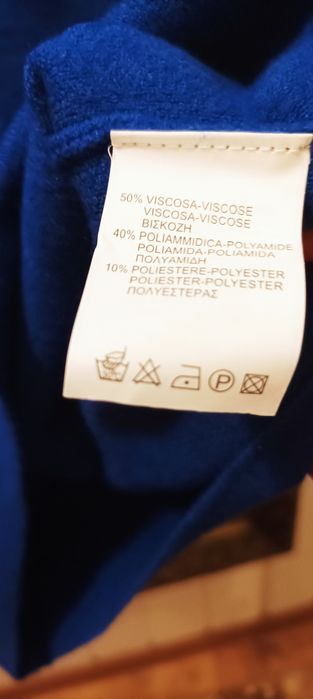 50% VISCOSA-VISCOSE
VISCOSA-VISCOSE
ΒΙΣΚΟΖΗ
40% POLIAMMIDICA-POLYAMIDE
POLIAMIDA-POLIAMIDA
ΠΟΛΥΑΜΙΔΗ
10% POLIESTERE-POLYESTER
POLIESTER-POLYESTER
ΠΟΛΥΕΣΤΕΡΑΣ
P